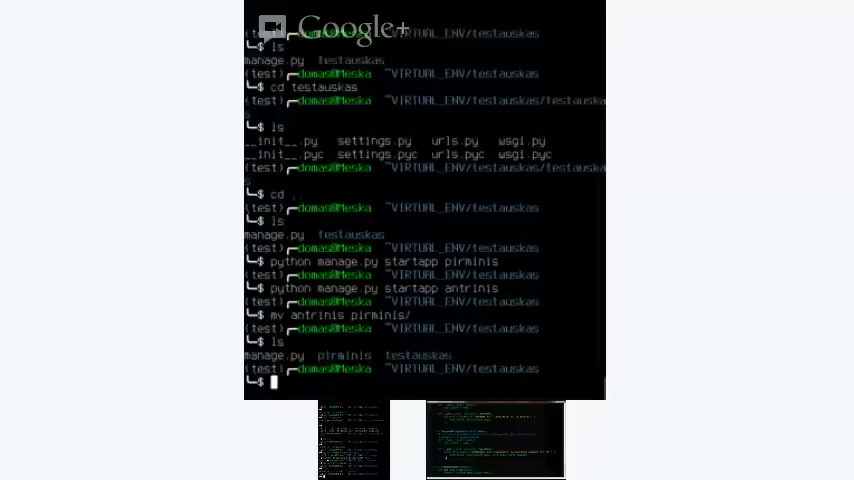 Google+
(test)┌─domas@Meska ~VIRTUAL_ENV/testauskas
└─$ ls
manage.py testauskas
(test)┌─domas@Meska ~VIRTUAL_ENV/testauskas
└─$ cd testauskas
(test)┌─domas@Meska ~VIRTUAL_ENV/testauskas/testauska
s
└─$ ls
__init__.py settings.py urls.py wsgi.py
__init__.pyc settings.pyc urls.pyc wsgi.pyc
(test)┌─domas@Meska ~VIRTUAL_ENV/testauskas/testauska
s
└─$ cd ..
(test)┌─domas@Meska ~VIRTUAL_ENV/testauskas
└─$ ls
manage.py testauskas
(test)┌─domas@Meska ~VIRTUAL_ENV/testauskas
└─$ python manage.py startapp pirminis
(test)┌─domas@Meska ~VIRTUAL_ENV/testauskas
└─$ python manage.py startapp antrinis
(test)┌─domas@Meska ~VIRTUAL_ENV/testauskas
└─$ mv antrinis pirminis/
(test)┌─domas@Meska ~VIRTUAL_ENV/testauskas
└─$ ls
manage.py pirminis testauskas
(test)┌─domas@Meska ~VIRTUAL_ENV/testauskas
└─$